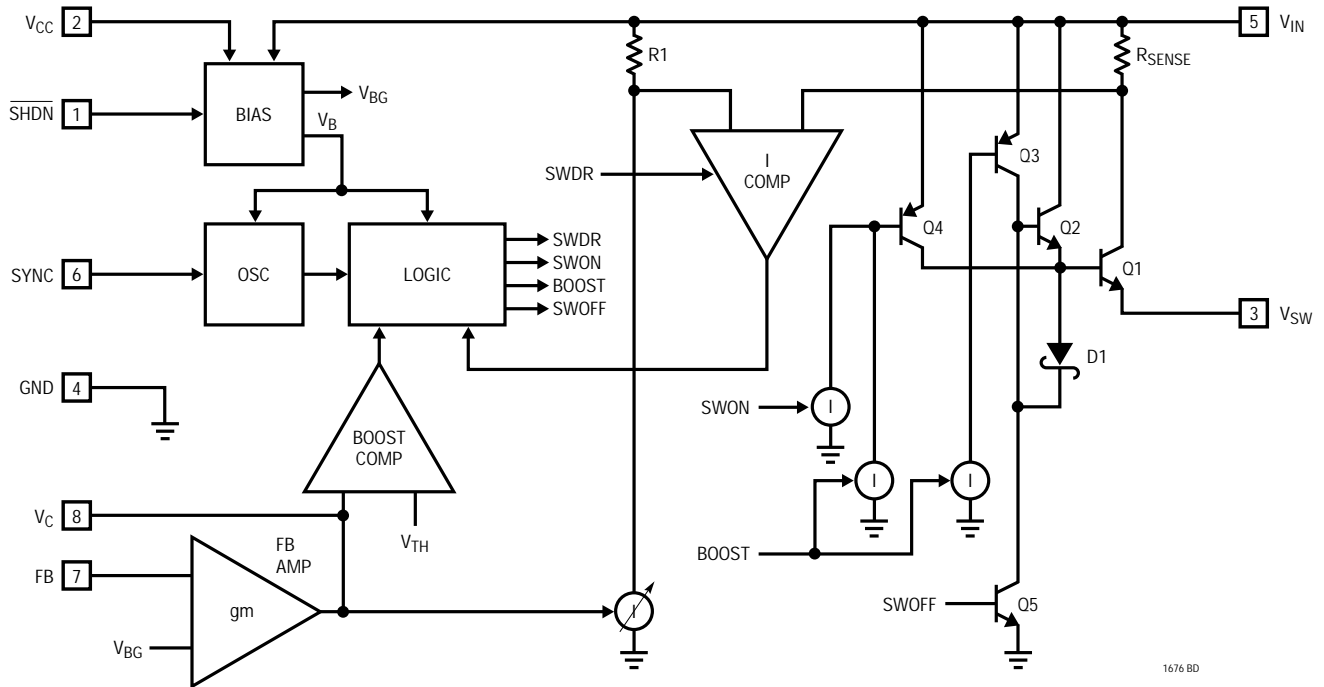 VCC 2
5 VIN
R1
RSENSE
SHDN 1
BIAS
VBG
VB
I
COMP
SWDR
Q3
Q4
Q2
Q1
SYNC 6
OSC
LOGIC
SWDR
SWON
BOOST
SWOFF
3 VSW
D1
GND 4
SWON
I
BOOST
COMP
I
I
VC 8
VTH
BOOST
FB
AMP
FB 7
gm
I
SWOFF
Q5
VBG
1676 BD